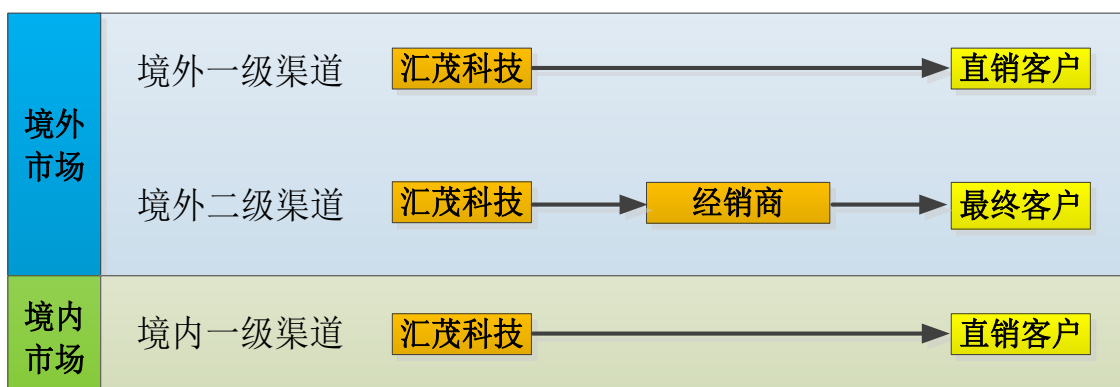 境外
市场
境外一级渠道 汇茂科技 直销客户
境外二级渠道 汇茂科技 经销商 最终客户
境内
市场
境内一级渠道 汇茂科技 直销客户